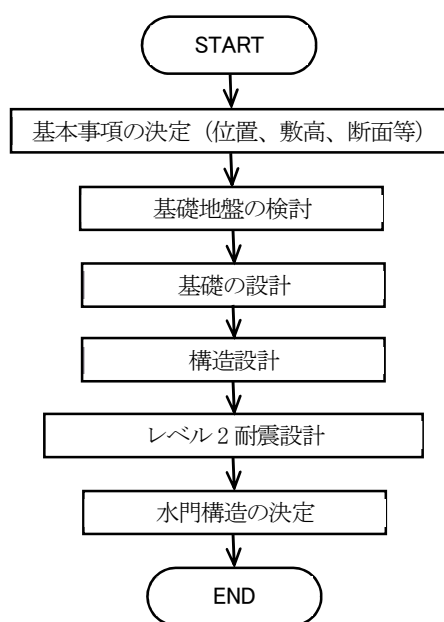 START
基本事項の決定（位置、敷高、断面等）
基礎地盤の検討
基礎の設計
構造設計
レベル２耐震設計
水門構造の決定
END